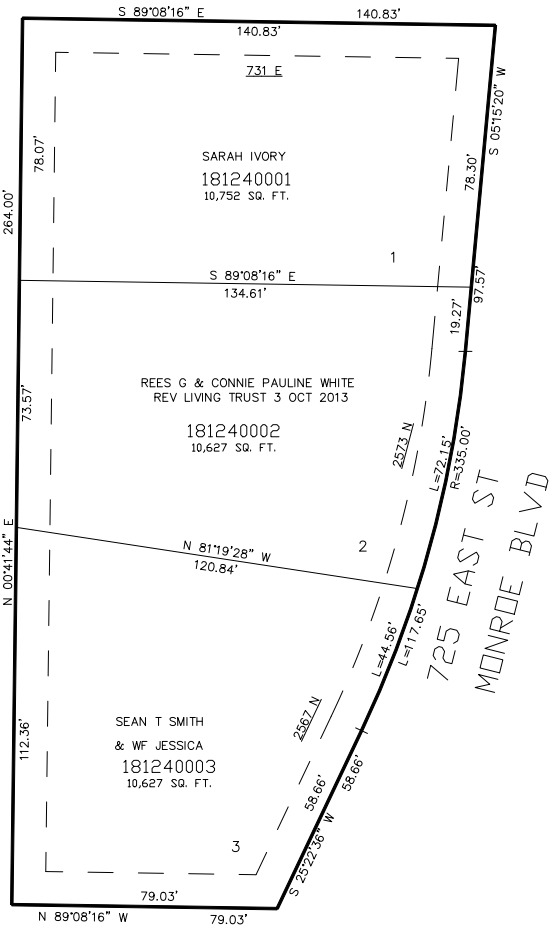 S 89°08'16" E
140.83'
140.83'
731 E
S 05°15'20" W
78.07'
78.30'
264.00'
SARAH IVORY
181240001
10,752 SQ. FT.
1
S 89°08'16" E
134.61'
97.57'
19.27'
73.57'
REES G & CONNIE PAULINE WHITE
REV LIVING TRUST 3 OCT 2013
181240002
10,627 SQ. FT.
2573 N
L=72.15'
R=335.00'
N 00°41'44" E
N 81°19'28" W
120.84'
2
725 EAST ST
MONROE BLVD
L=44.56'
L=117.65'
112.36'
SEAN T SMITH
& WF JESSICA
181240003
10,627 SQ. FT.
2567 N
58.66'
58.66'
3
S 25°22'36" W
79.03'
N 89°08'16" W
79.03'